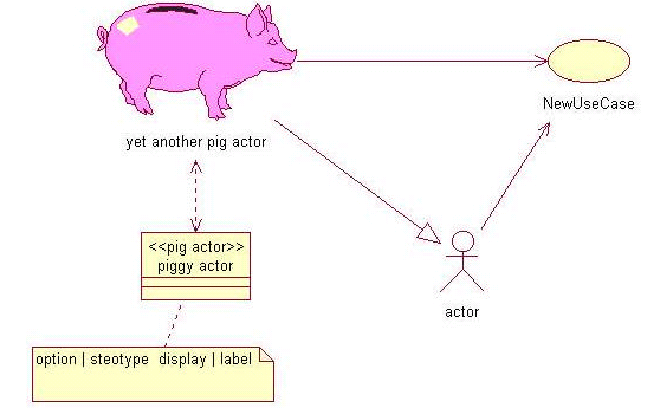 NewUseCase
yet another pig actor
<<pig actor>>
piggy actor
actor
option | steotype display | label